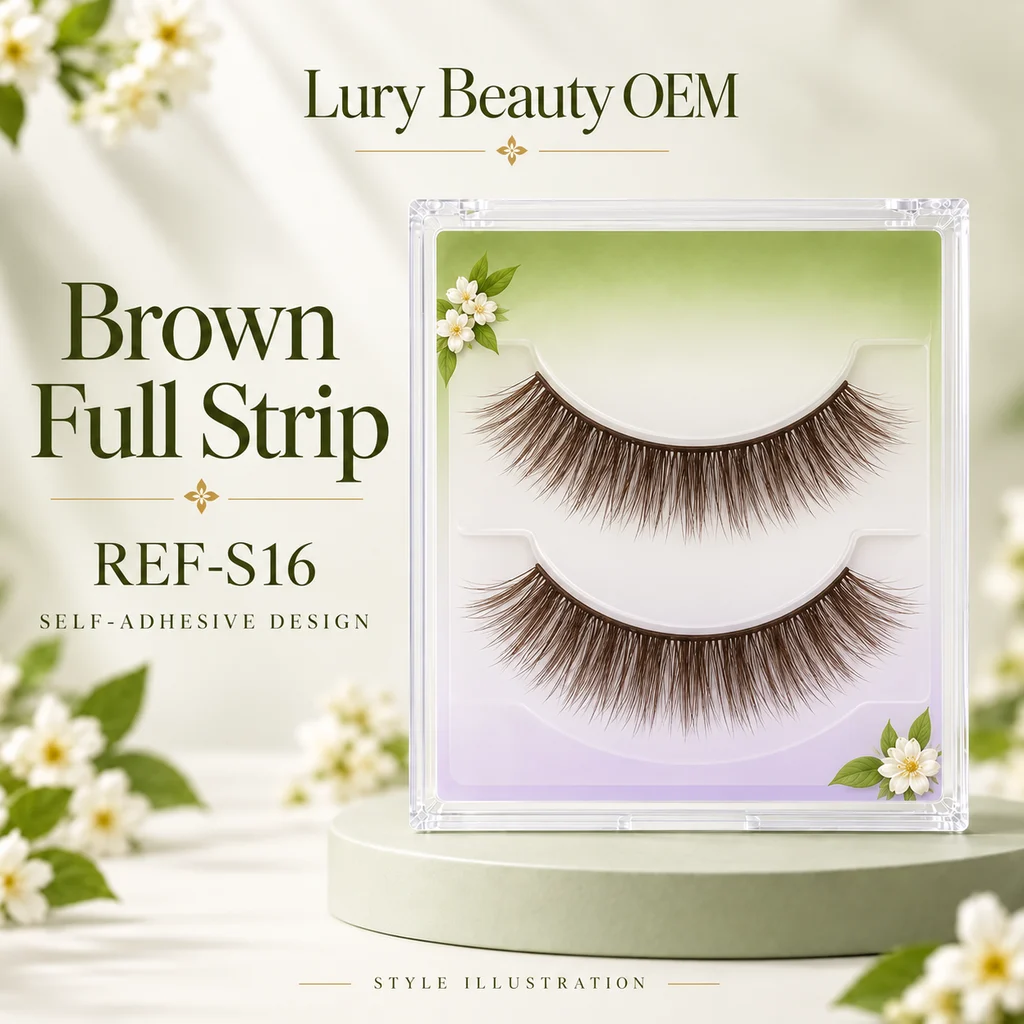 Lury Beauty OEM
Brown
Full Strip
REF-S16
SELF-ADHESIVE DESIGN
STYLE ILLUSTRATION